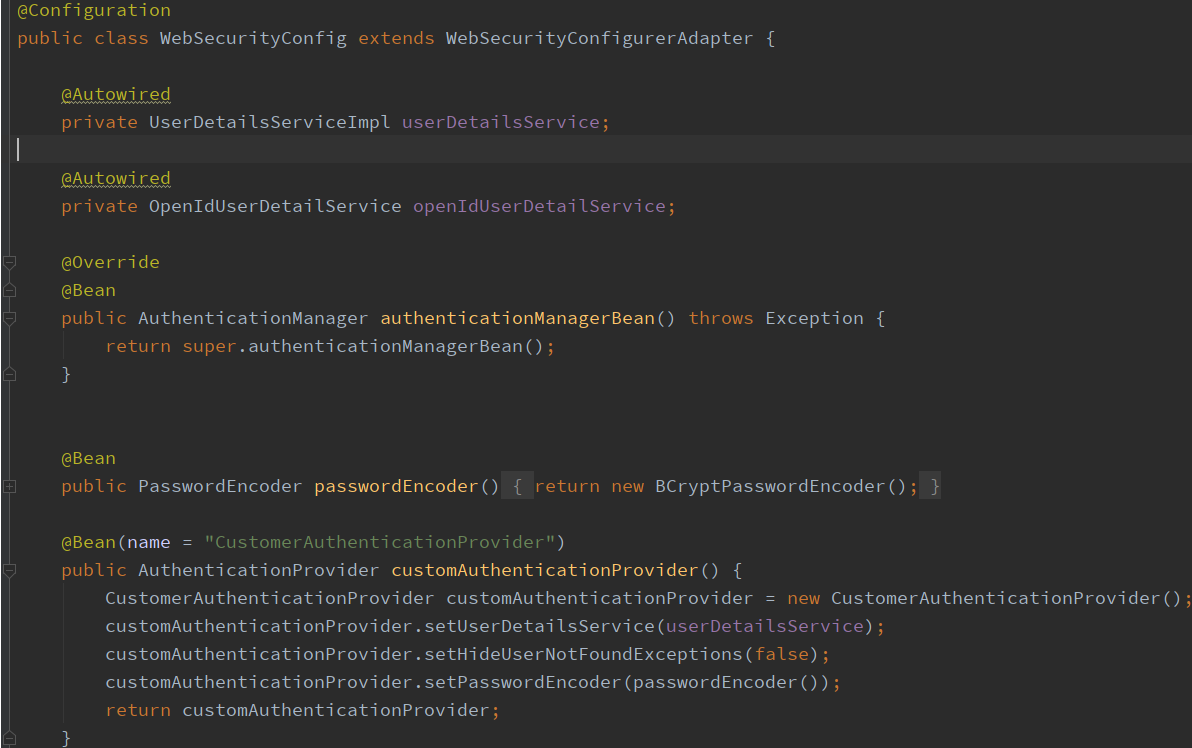 @Configuration
public class WebSecurityConfig extends WebSecurityConfigurerAdapter {
@Autowired
private UserDetailsServiceImpl userDetailsService;
@Autowired
private OpenIdUserDetailService openIdUserDetailService;
@Override
@Bean
public AuthenticationManager authenticationManagerBean() throws Exception {
return super.authenticationManagerBean();
}
@Bean
public PasswordEncoder passwordEncoder() { return new BCryptPasswordEncoder(); }
@Bean(name = "CustomerAuthenticationProvider")
public AuthenticationProvider customAuthenticationProvider() {
CustomerAuthenticationProvider customAuthenticationProvider = new CustomerAuthenticationProvider();
customAuthenticationProvider.setUserDetailsService(userDetailsService);
customAuthenticationProvider.setHideUserNotFoundExceptions(false);
customAuthenticationProvider.setPasswordEncoder(passwordEncoder());
return customAuthenticationProvider;
}